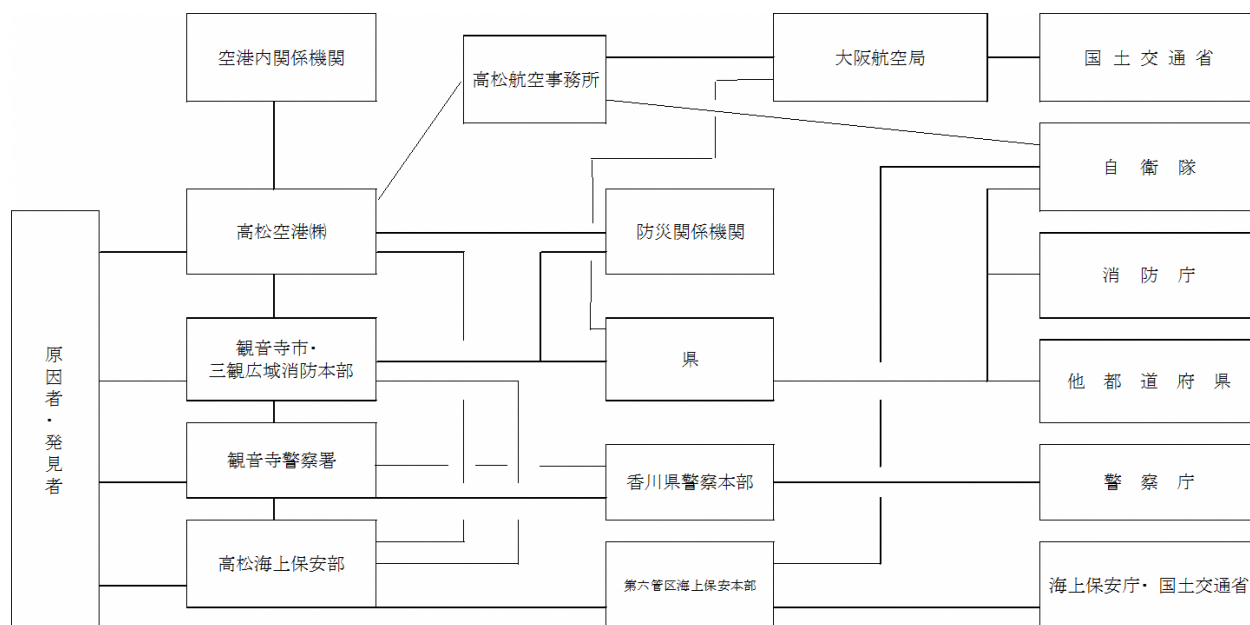 空港内関係機関
高松航空事務所
大阪航空局
国土交通省
自衛隊
高松空港㈱
防災関係機関
消防庁
原因者・発見者
観音寺市・
三観広域消防本部
県
他都道府県
観音寺警察署
香川県警察本部
警察庁
高松海上保安部
第六管区海上保安本部
海上保安庁・国土交通省